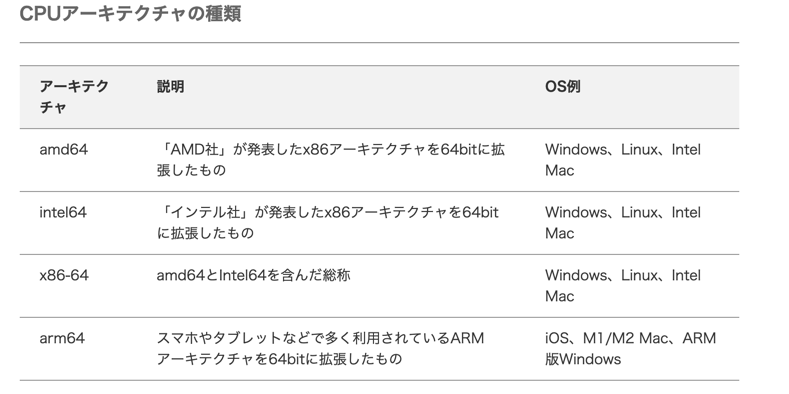 CPUアーキテクチャの種類
アーキテク
チャ
説明
OS例
amd64
「AMD社」が発表したx86アーキテクチャを64bitに拡
張したもの
Windows、Linux、Intel
Mac
intel64
「インテル社」が発表したx86アーキテクチャを64bit
に拡張したもの
Windows、Linux、Intel
Mac
x86-64
amd64とIntel64を含んだ総称
Windows、Linux、Intel
Mac
arm64
スマホやタブレットなどで多く利用されているARM
アーキテクチャを64bitに拡張したもの
iOS、M1/M2 Mac、ARM
版Windows